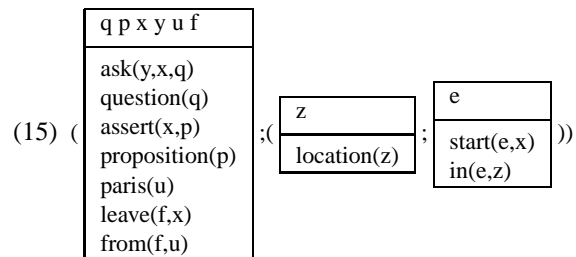 q p x y u f
ask(y,x,q)
question(q)
assert(x,p)
proposition(p)
paris(u)
leave(f,x)
from(f,u)
(15) ( ;( ; ))
z
location(z)
e
start(e,x)
in(e,z)